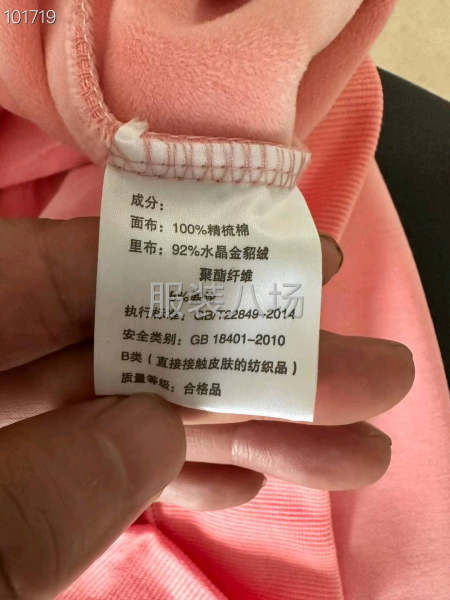 101719
成分：
面布：100%精梳棉
里布：92%水晶金貂绒
聚酯纤维
服装八场
执行标准：GB/T22849-2014
安全类别：GB 18401-2010
B类（直接接触皮肤的纺织品）
质量等级：合格品